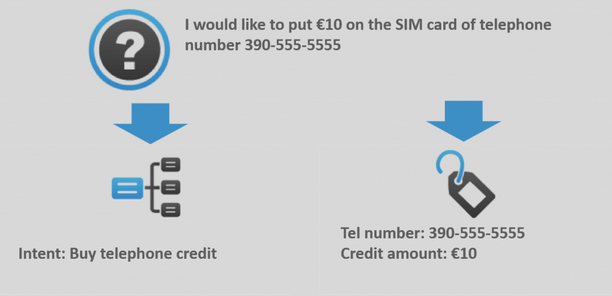 I would like to put €10 on the SIM card of telephone
number 390-555-5555
Intent: Buy telephone credit
Tel number: 390-555-5555
Credit amount: €10